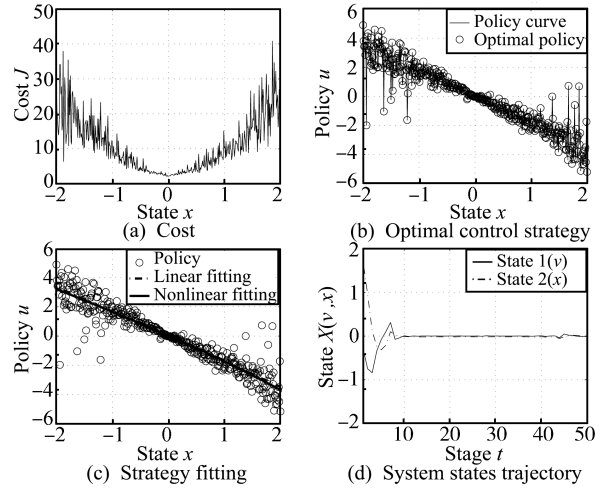 50
40
30
20
10
0
Cost J
−2 −1 0 1 2
State x
(a) Cost
6
4
2
0
−2
−4
−6
Policy u
Policy curve
Optimal policy
−2 −1 0 1 2
State x
(b) Optimal control strategy
6
4
2
0
−2
−4
−6
Policy u
Policy
Linear fitting
Nonlinear fitting
−2 −1 0 1 2
State x
(c) Strategy fitting
2
1
0
−1
−2
State X(v ,x)
State 1(v)
State 2(x)
10 20 30 40 50
Stage t
(d) System states trajectory